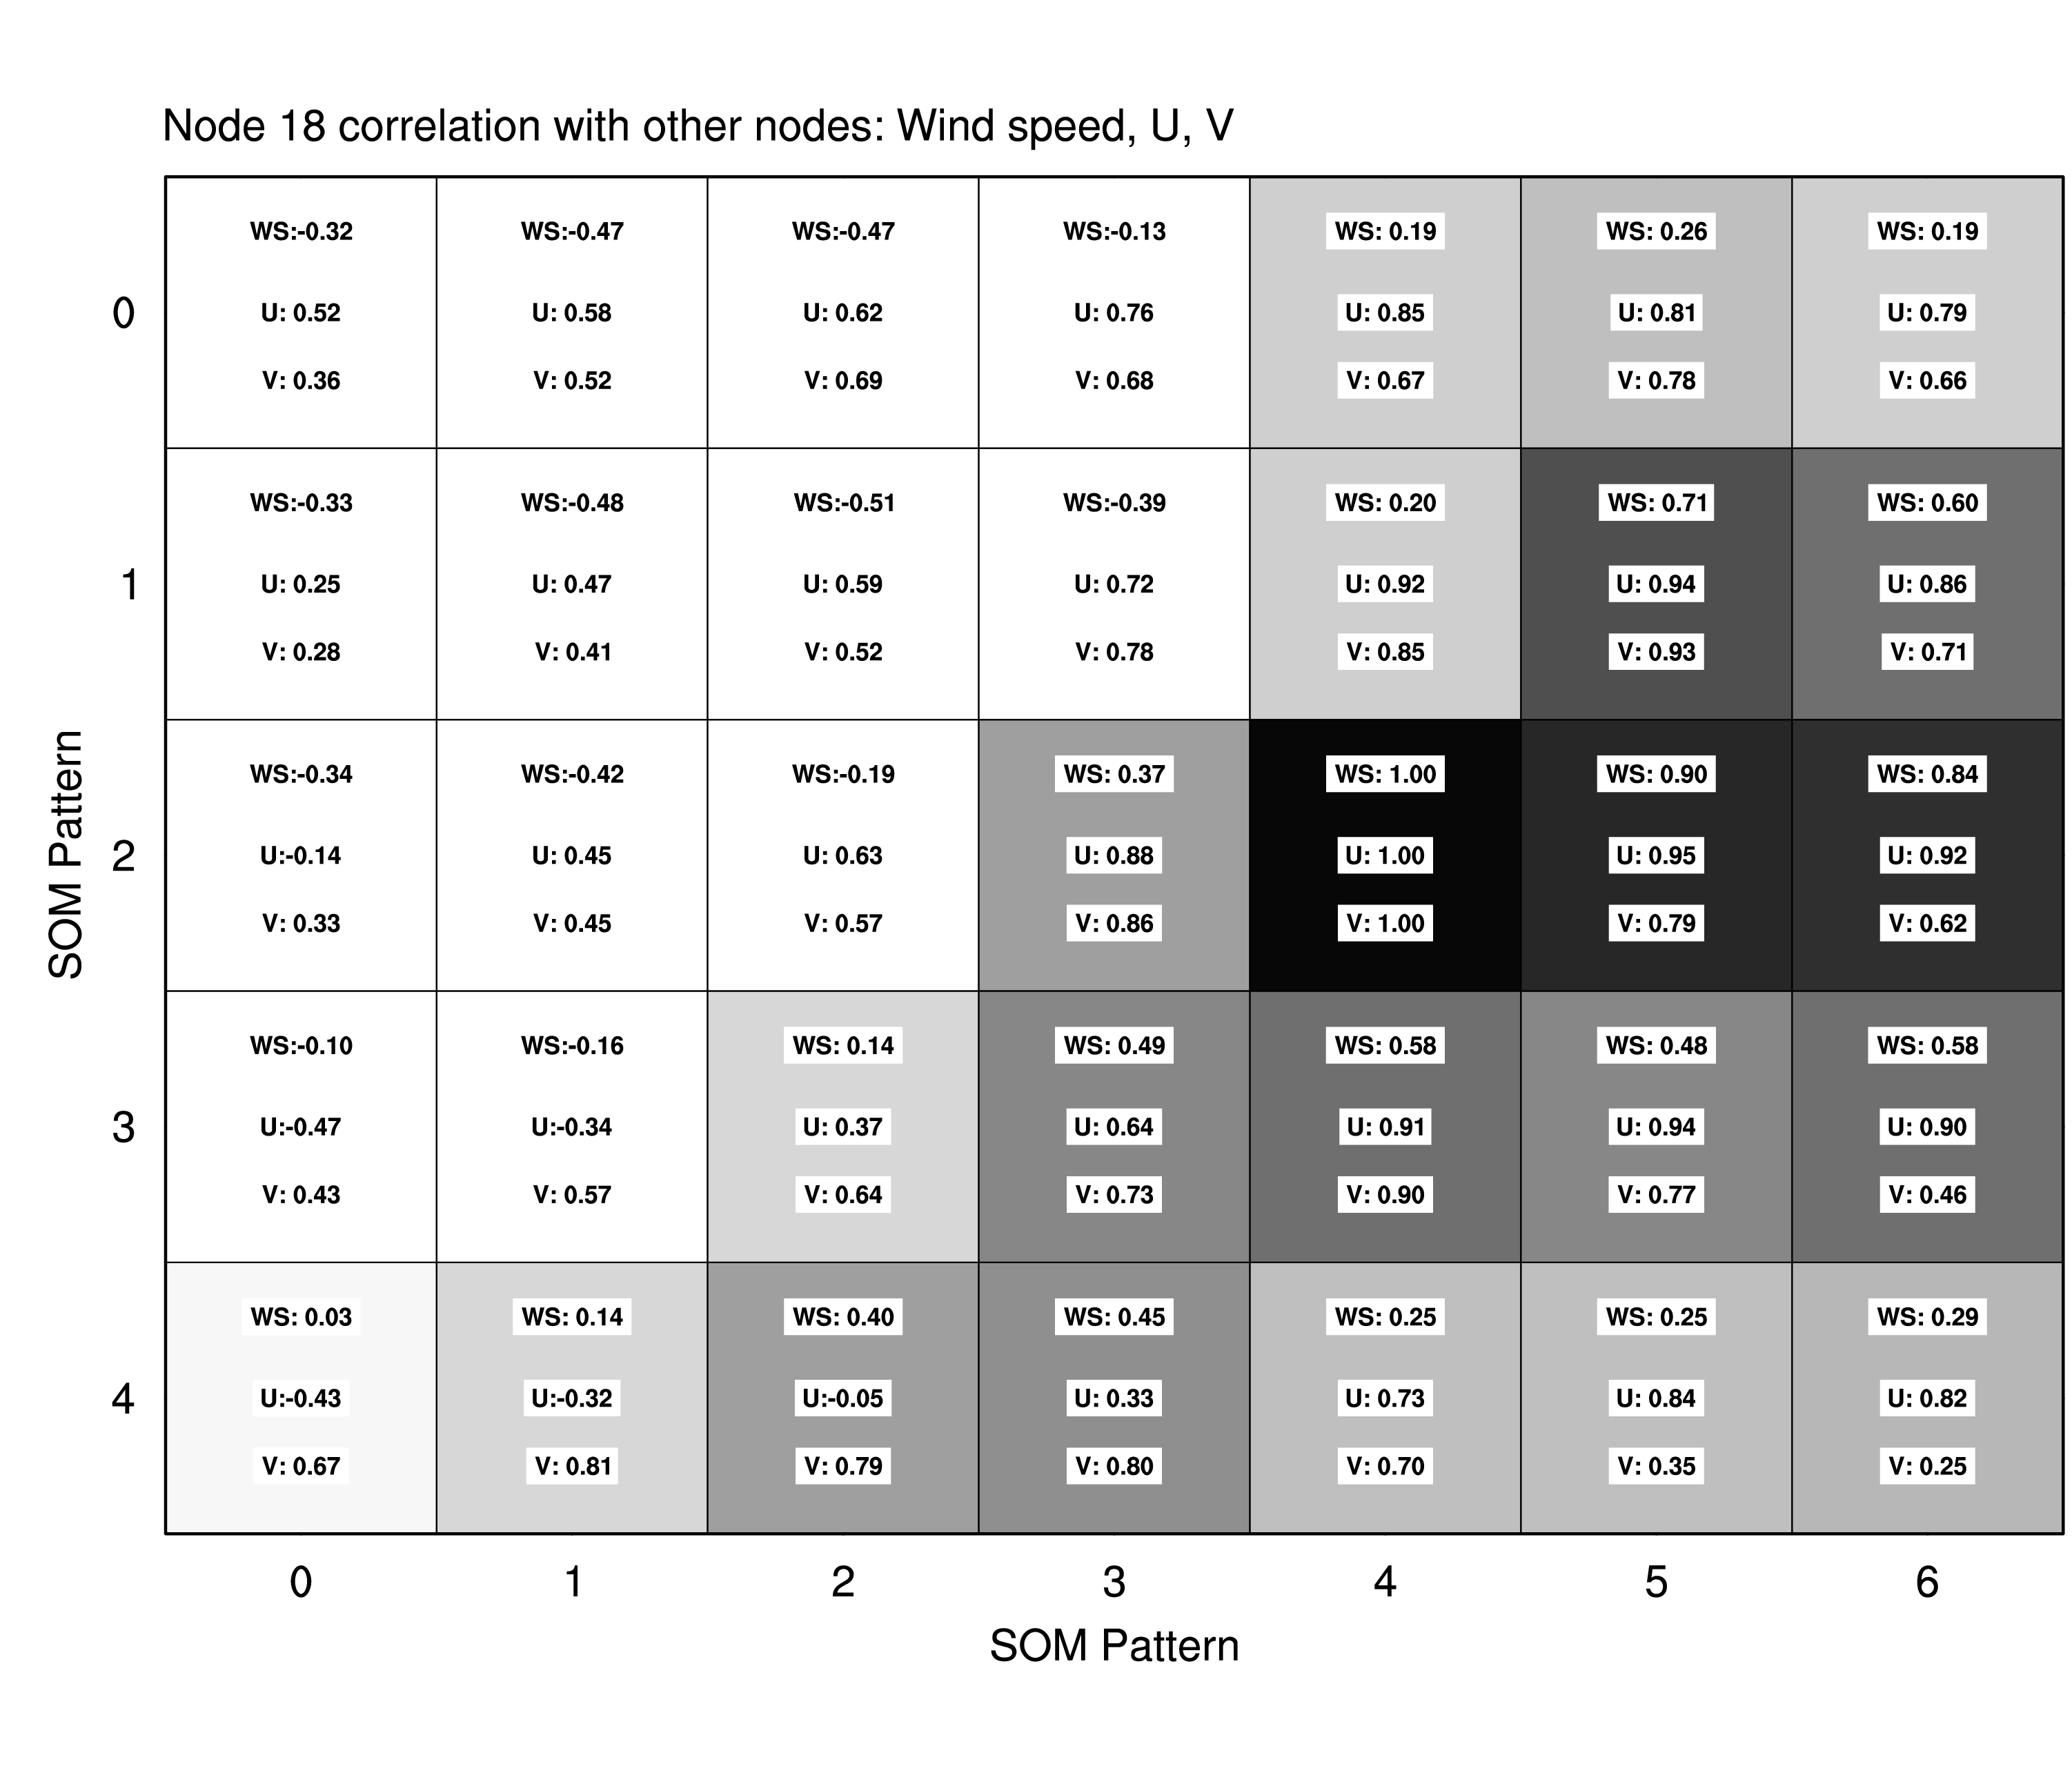 Node 18 correlation with other nodes: Wind speed, U, V
WS:-0.32 WS:-0.47 WS:-0.47 WS:-0.13 WS: 0.19 WS: 0.26 WS: 0.19
0 U: 0.52 U: 0.58 U: 0.62 U: 0.76 U: 0.85 U: 0.81 U: 0.79
V: 0.36 V: 0.52 V: 0.69 V: 0.68 V: 0.67 V: 0.78 V: 0.66
WS:-0.33 WS:-0.48 WS:-0.51 WS:-0.39 WS: 0.20 WS: 0.71 WS: 0.60
1 U: 0.25 U: 0.47 U: 0.59 U: 0.72 U: 0.92 U: 0.94 U: 0.86
V: 0.28 V: 0.41 V: 0.52 V: 0.78 V: 0.85 V: 0.93 V: 0.71
SOM Pattern
WS:-0.34 WS:-0.42 WS:-0.19 WS: 0.37 WS: 1.00 WS: 0.90 WS: 0.84
2 U:-0.14 U: 0.45 U: 0.63 U: 0.88 U: 1.00 U: 0.95 U: 0.92
V: 0.33 V: 0.45 V: 0.57 V: 0.86 V: 1.00 V: 0.79 V: 0.62
WS:-0.10 WS:-0.16 WS: 0.14 WS: 0.49 WS: 0.58 WS: 0.48 WS: 0.58
3 U:-0.47 U:-0.34 U: 0.37 U: 0.64 U: 0.91 U: 0.94 U: 0.90
V: 0.43 V: 0.57 V: 0.64 V: 0.73 V: 0.90 V: 0.77 V: 0.46
WS: 0.03 WS: 0.14 WS: 0.40 WS: 0.45 WS: 0.25 WS: 0.25 WS: 0.29
4 U:-0.43 U:-0.32 U:-0.05 U: 0.33 U: 0.73 U: 0.84 U: 0.82
V: 0.67 V: 0.81 V: 0.79 V: 0.80 V: 0.70 V: 0.35 V: 0.25
0 1 2 3 4 5 6
SOM Pattern